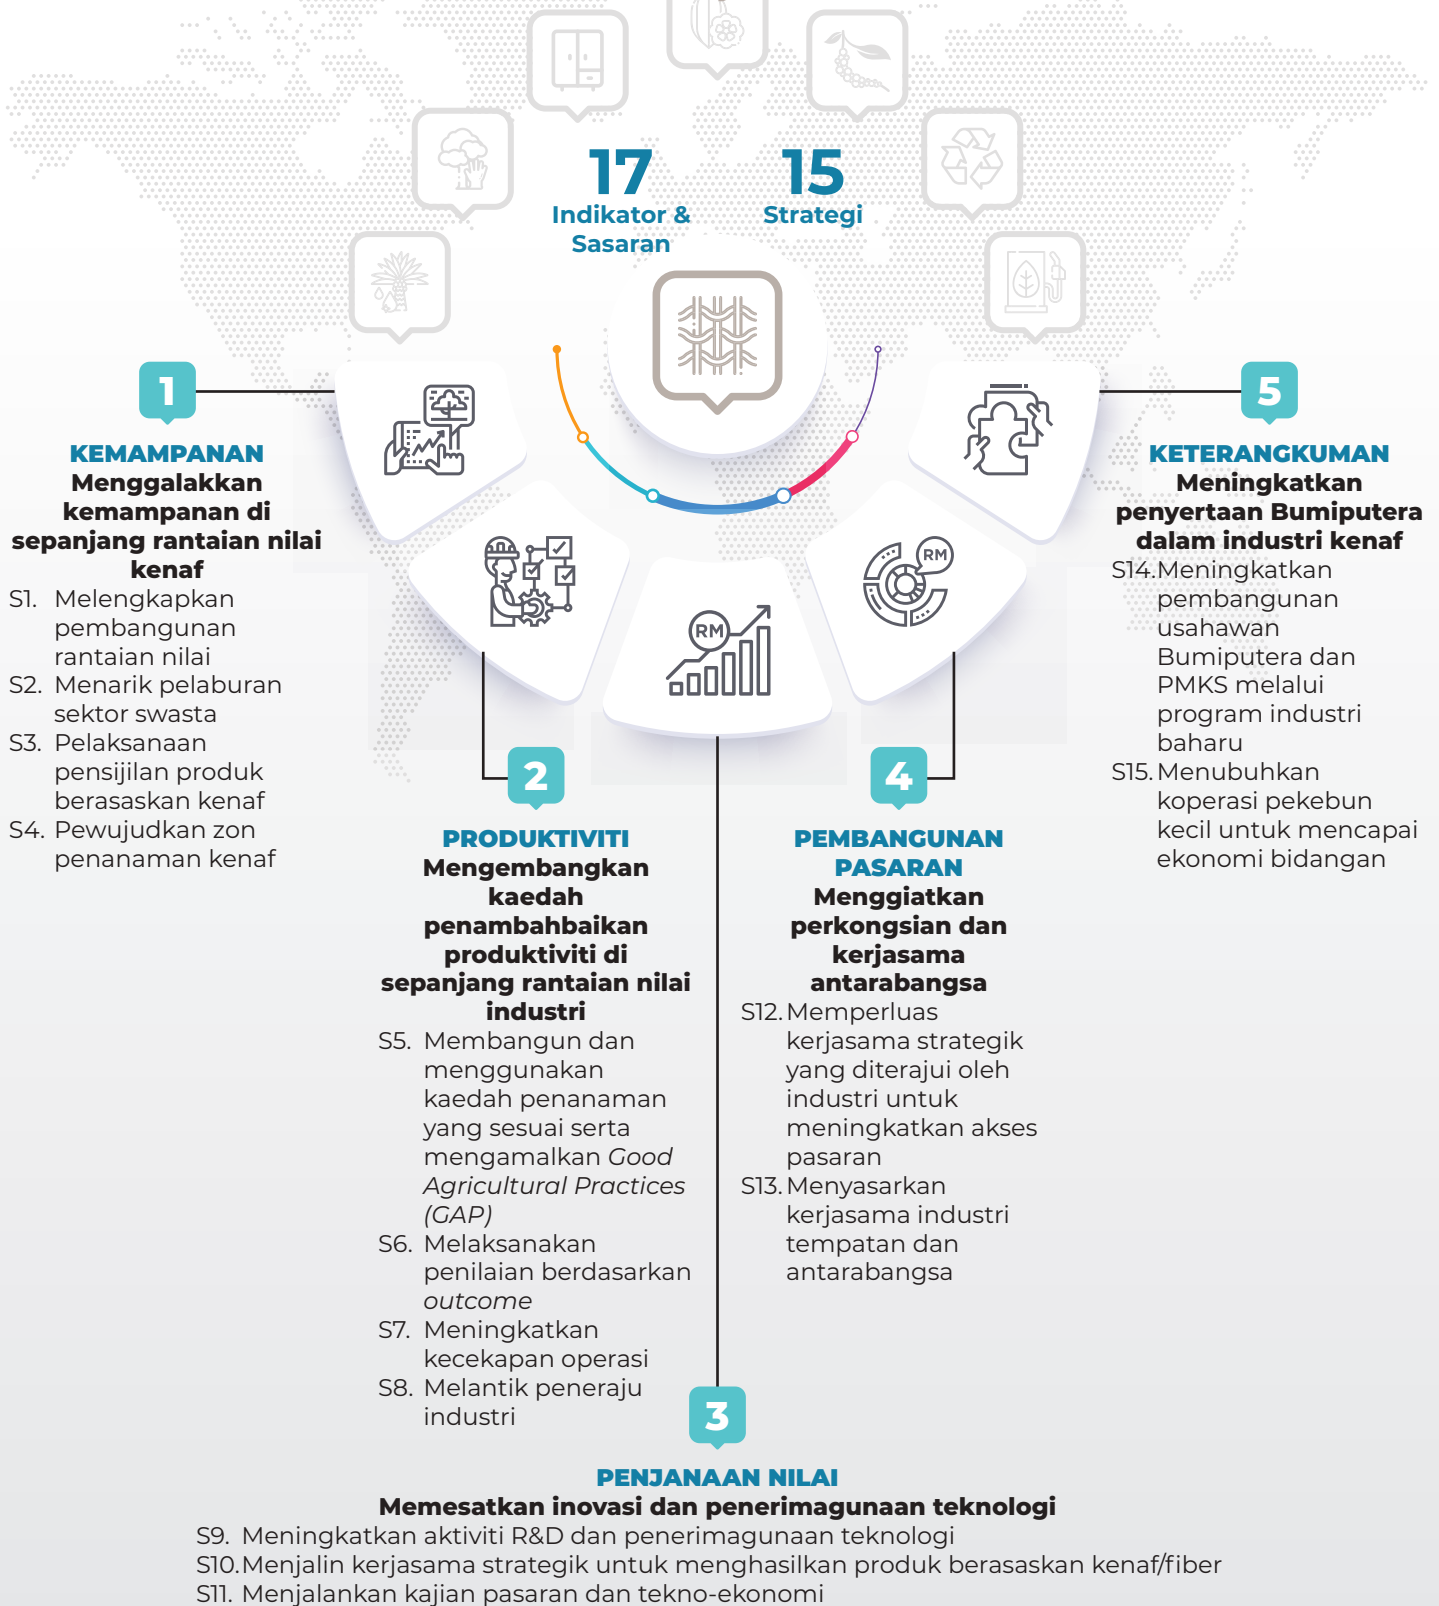 17
Indikator &
Sasaran
15
Strategi
1
KEMAMPANAN
Menggalakkan
kemampanan di
sepanjang rantaian nilai
kenaf
S1. Melengkapkan
pembangunan
rantaian nilai
S2. Menarik pelaburan
sektor swasta
S3. Pelaksanaan
pensijilan produk
berasaskan kenaf
S4. Pewujudkan zon
penanaman kenaf
2
PRODUKTIVITI
Mengembangkan
kaedah
penambahbaikan
produktiviti di
sepanjang rantaian nilai
industri
S5. Membangun dan
menggunakan
kaedah penanaman
yang sesuai serta
mengamalkan Good
Agricultural Practices
(GAP)
S6. Melaksanakan
penilaian berdasarkan
outcome
S7. Meningkatkan
kecekapan operasi
S8. Melantik peneraju
industri
RM
3
PENJANAAN NILAI
Memesatkan inovasi dan penerimagunaan teknologi
S9. Meningkatkan aktiviti R&D dan penerimagunaan teknologi
S10. Menjalin kerjasama strategik untuk menghasilkan produk berasaskan kenaf/fiber
S11. Menjalankan kajian pasaran dan tekno-ekonomi
RM
4
PEMBANGUNAN
PASARAN
Menggiatkan
perkongsian dan
kerjasama
antarabangsa
S12. Memperluas
kerjasama strategik
yang diterajui oleh
industri untuk
meningkatkan akses
pasaran
S13. Menyasarkan
kerjasama industri
tempatan dan
antarabangsa
5
KETERANGKUMAN
Meningkatkan
penyertaan Bumiputera
dalam industri kenaf
S14. Meningkatkan
pembangunan
usahawan
Bumiputera dan
PMKS melalui
program industri
baharu
S15. Menubuhkan
koperasi pekebun
kecil untuk mencapai
ekonomi bidangan